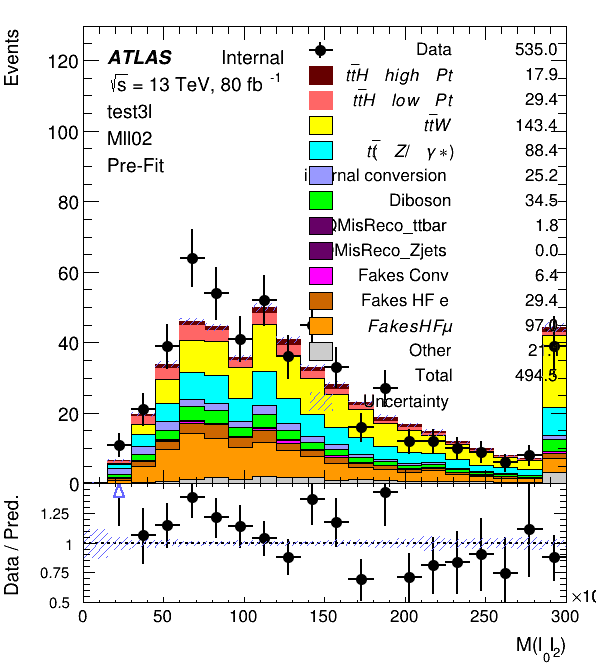 Events
120
100
80
60
40
20
0
ATLAS Internal
√s = 13 TeV, 80 fb -1
test3l
Mll02
Pre-Fit
Data 535.0
tt̅H high Pt 17.9
tt̅H low Pt 29.4
tt̅W 143.4
tt̅( Z/ γ*) 88.4
conversion 25.2
Diboson 34.5
QMisReco_ttbar 1.8
QMisReco_Zjets 0.0
Fakes Conv 6.4
Fakes HF e 29.4
FakesHFμ
Other
Total 494.5
Uncertainty
Data / Pred.
1.25
1
0.75
0.5
0 50 100 150 200 250 300
×10
M(l0l2)